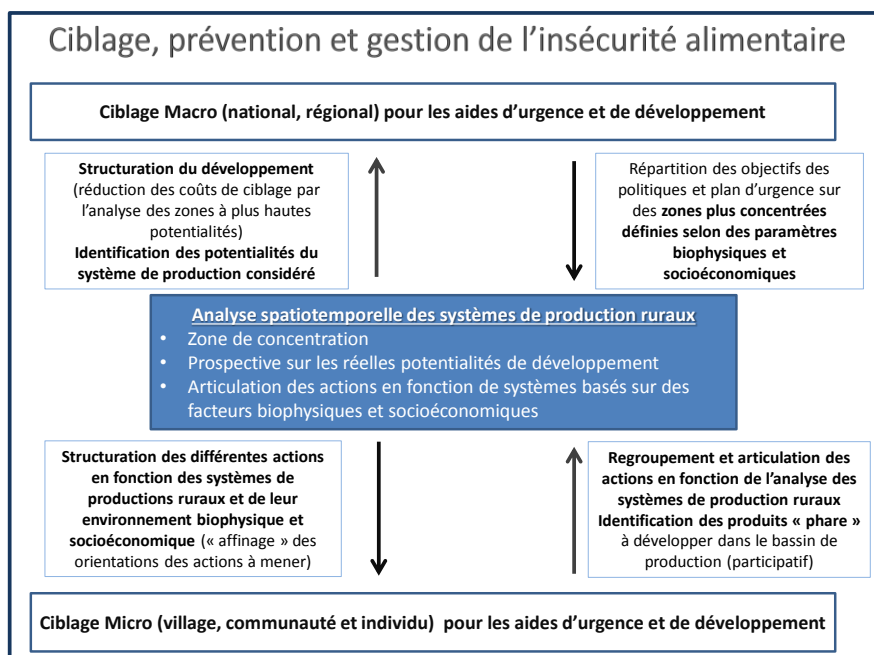 Ciblage, prévention et gestion de l'insécurité alimentaire
Ciblage Macro (national, régional) pour les aides d'urgence et de développement
Structuration du développement
(réduction des coûts de ciblage par
l'analyse des zones à plus hautes
potentialités)
Identification des potentialités du
système de production considéré
Répartition des objectifs des
politiques et plan d'urgence sur
des zones plus concentrées
définies selon des paramètres
biophysiques et
socioéconomiques
Analyse spatiotemporelle des systèmes de production ruraux
• Zone de concentration
• Prospective sur les réelles potentialités de développement
• Articulation des actions en fonction de systèmes basés sur des
facteurs biophysiques et socioéconomiques
Structuration des différentes actions
en fonction des systèmes de
productions ruraux et de leur
environnement biophysique et
socioéconomique (« affinage » des
orientations des actions à mener)
Regroupement et articulation des
actions en fonction de l'analyse des
systèmes de production ruraux
Identification des produits « phare »
à développer dans le bassin de
production (participatif)
Ciblage Micro (village, communauté et individu) pour les aides d'urgence et de développement